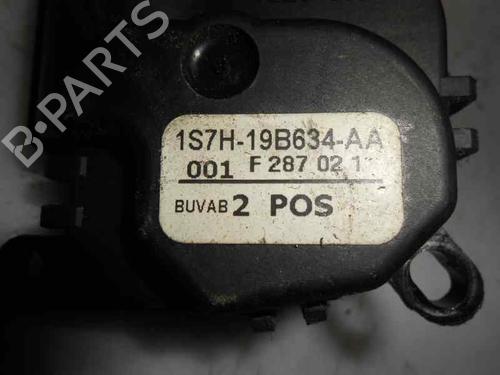 1S7H-19B634-AA
001 F 287 02 1
BUVAB 2 POS
B-PARTS